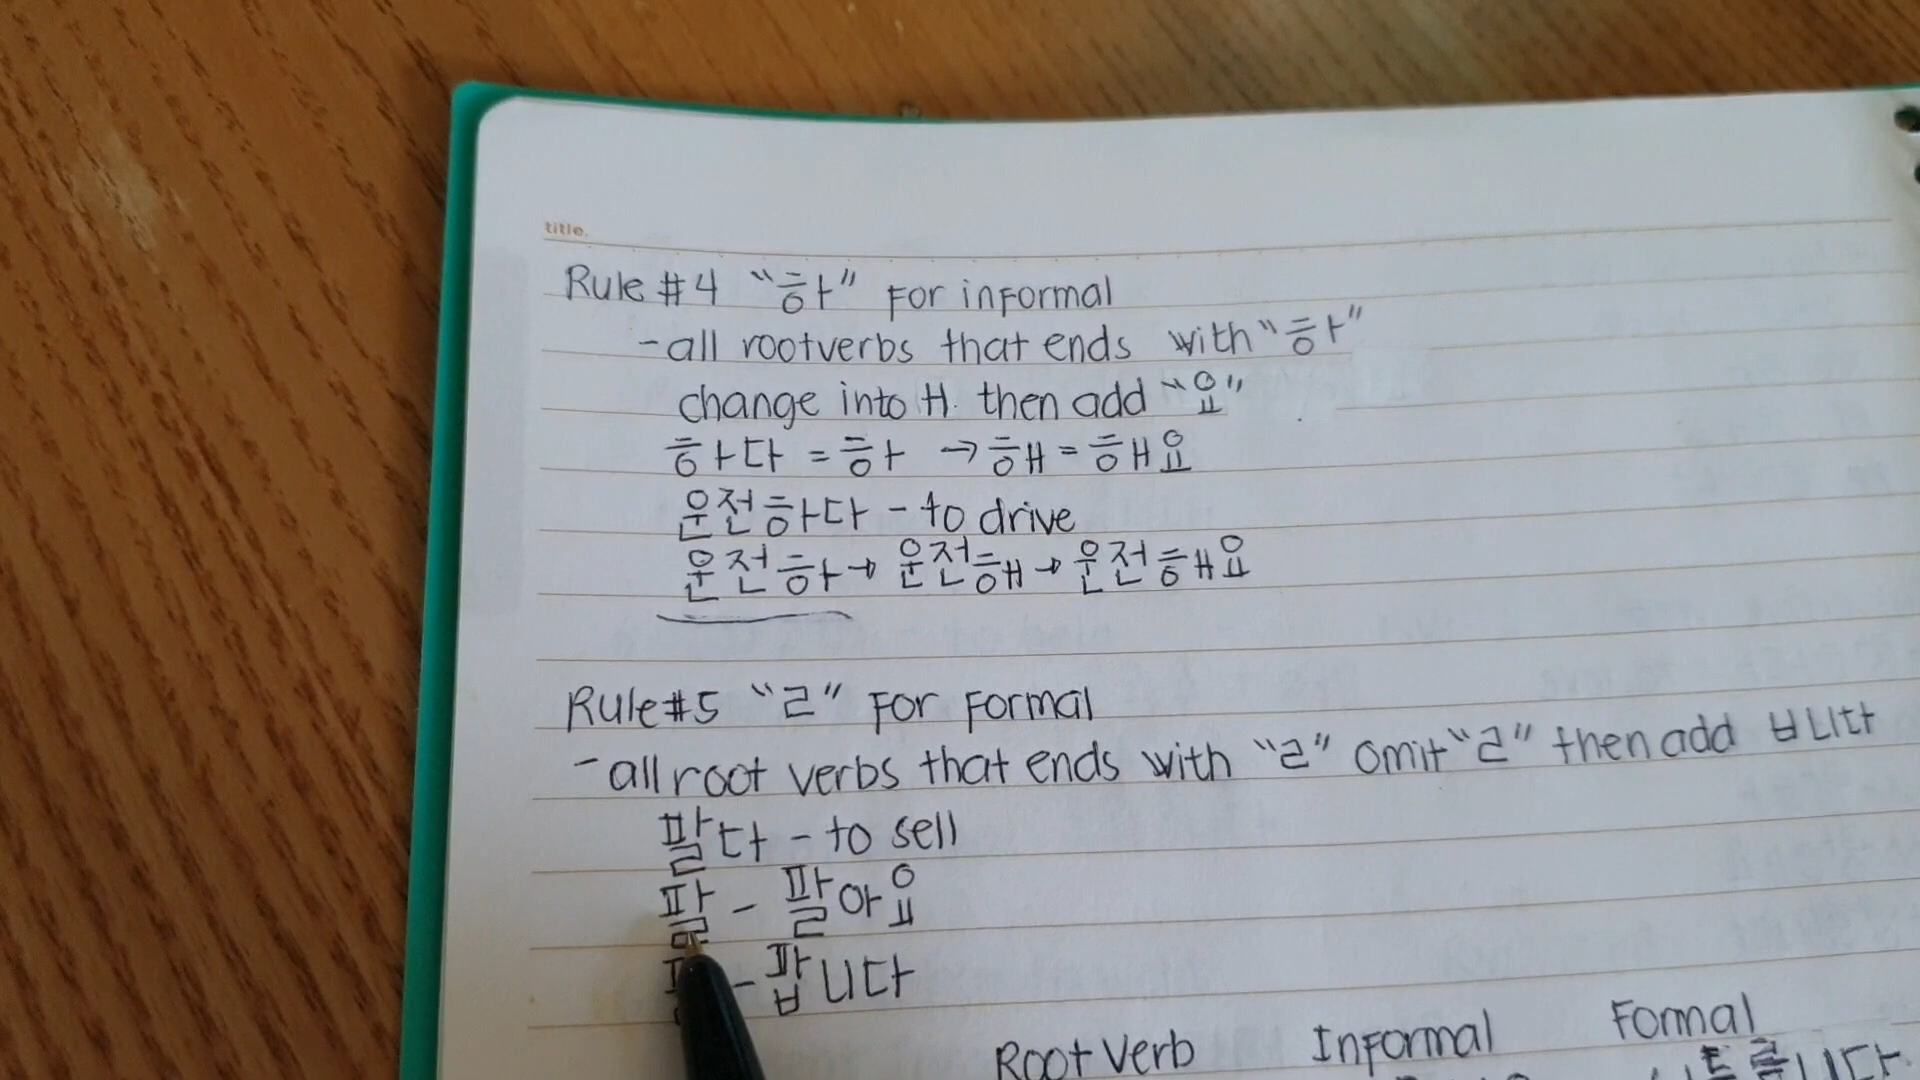 title.
Rule #4 "하" For informal
- all rootverbs that ends with "하"
change into ㅐ. then add "요"
하다 = 하 → 해 = 해요
운전하다 - to drive
운전하 → 운전해 → 운전해요
Rule #5 "ㄹ" For Formal
- all root verbs that ends with "ㄹ" omit "ㄹ" then add ㅂ니다
팔다 - to sell
팔 - 팔아요
- 팝니다
Root Verb Informal Formal